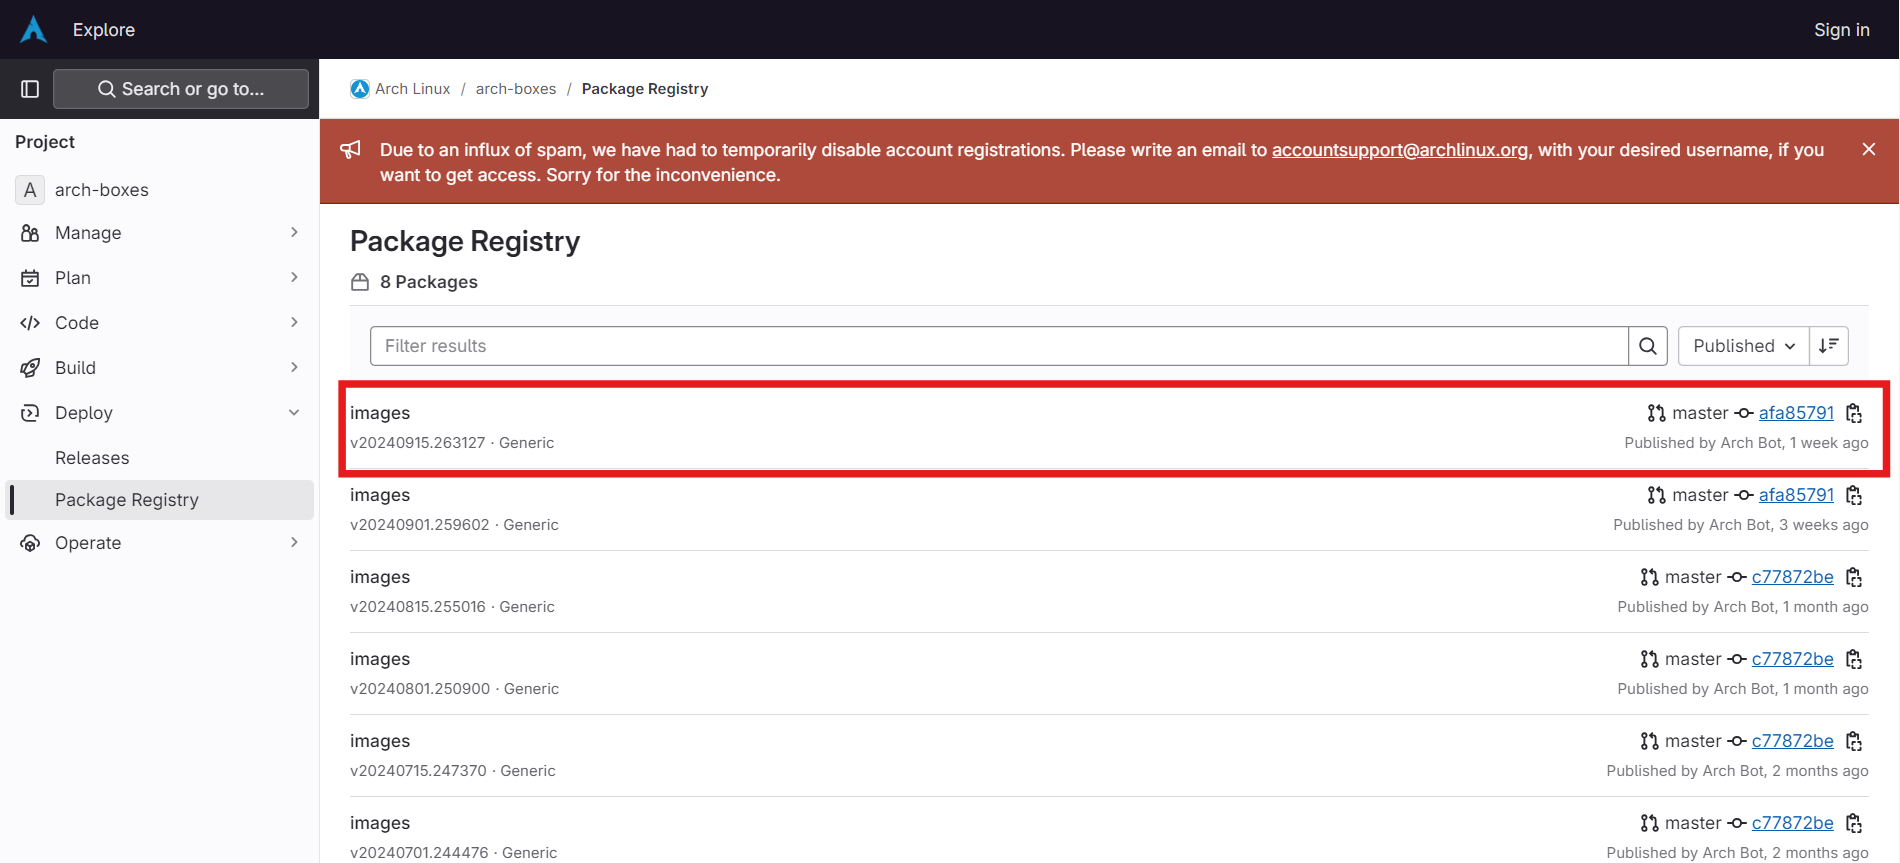 Explore
Sign in
Search or go to...
Project
A arch-boxes
Manage
Plan
Code
Build
Deploy
Releases
Package Registry
Operate
Arch Linux / arch-boxes / Package Registry
Due to an influx of spam, we have had to temporarily disable account registrations. Please write an email to accountsupport@archlinux.org, with your desired username, if you
want to get access. Sorry for the inconvenience.
Package Registry
8 Packages
Filter results
Published
images
master afa85791
v20240915.263127 · Generic
Published by Arch Bot, 1 week ago
images
master afa85791
v20240901.259602 · Generic
Published by Arch Bot, 3 weeks ago
images
master c77872be
v20240815.255016 · Generic
Published by Arch Bot, 1 month ago
images
master c77872be
v20240801.250900 · Generic
Published by Arch Bot, 1 month ago
images
master c77872be
v20240715.247370 · Generic
Published by Arch Bot, 2 months ago
images
master c77872be
v20240701.244476 · Generic
Published by Arch Bot, 2 months ago